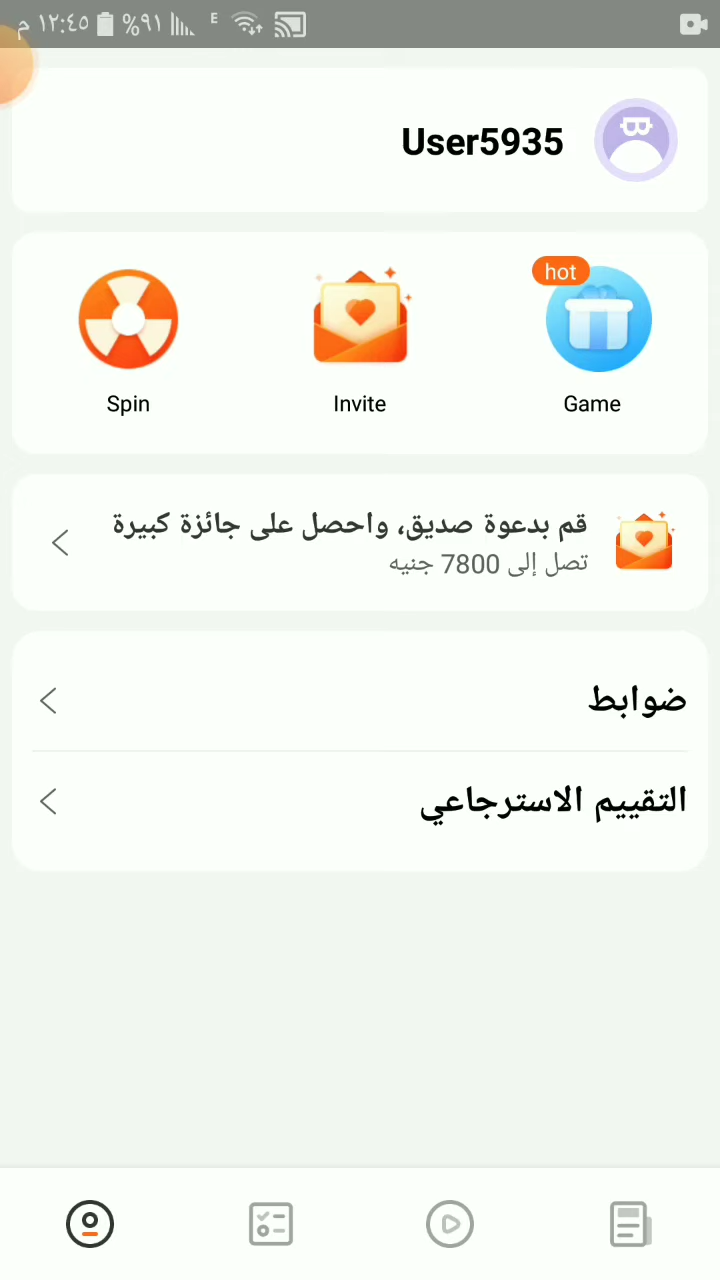 م ١٢:٤٥ %٩١ E
User5935
hot
Spin
Invite
Game
قم بدعوة صديق، واحصل على جائزة كبيرة
تصل إلى 7800 جنيه
ضوابط
التقييم الاسترجاعي